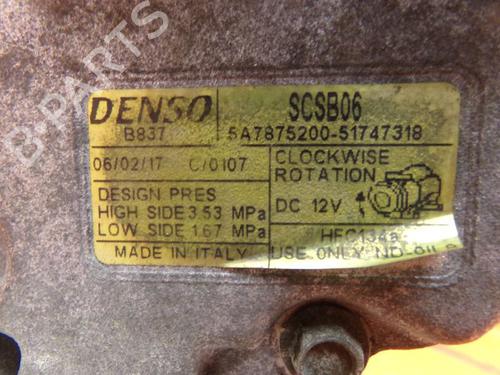 B-PARTS
DENSO SCSB06
B837 5A7875200-51747318
06/02/17 C/0107 CLOCKWISE ROTATION
DESIGN PRES
HIGH SIDE 3.53 MPa DC 12V
LOW SIDE 1.67 MPa HFC134a
MADE IN ITALY USE ONLY ND-OIL 8